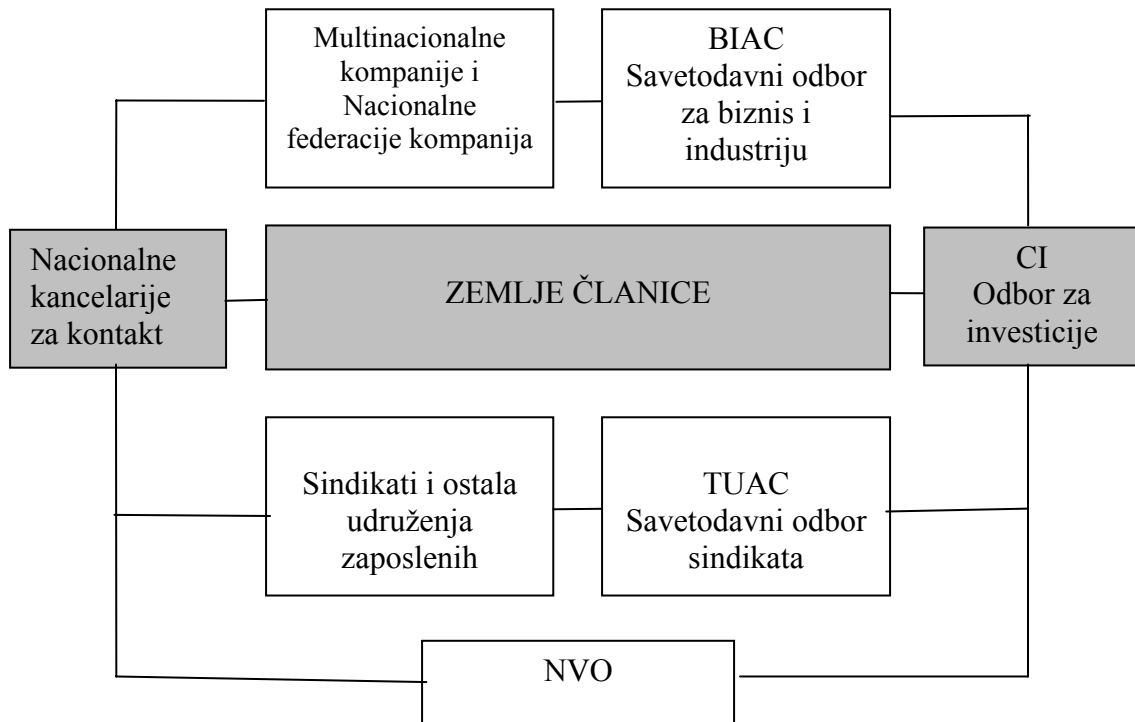 Multinacionalne
kompanije i
Nacionalne
federacije kompanija
BIAC
Savetodavni odbor
za biznis i
industriju
Nacionalne
kancelarije
za kontakt
ZEMLJE ČLANICE
CI
Odbor za
investicije
Sindikati i ostala
udruženja
zaposlenih
TUAC
Savetodavni odbor
sindikata
NVO